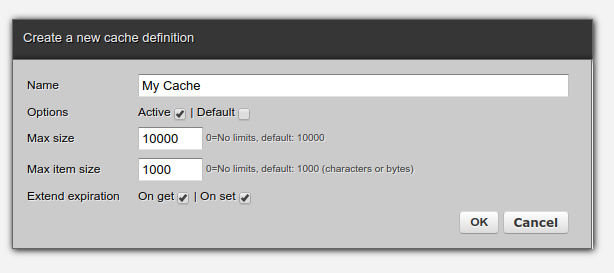 Create a new cache definition
Name My Cache
Options Active | Default
Max size 10000 0=No limits, default: 10000
Max item size 1000 0=No limits, default: 1000 (characters or bytes)
Extend expiration On get | On set
OK Cancel